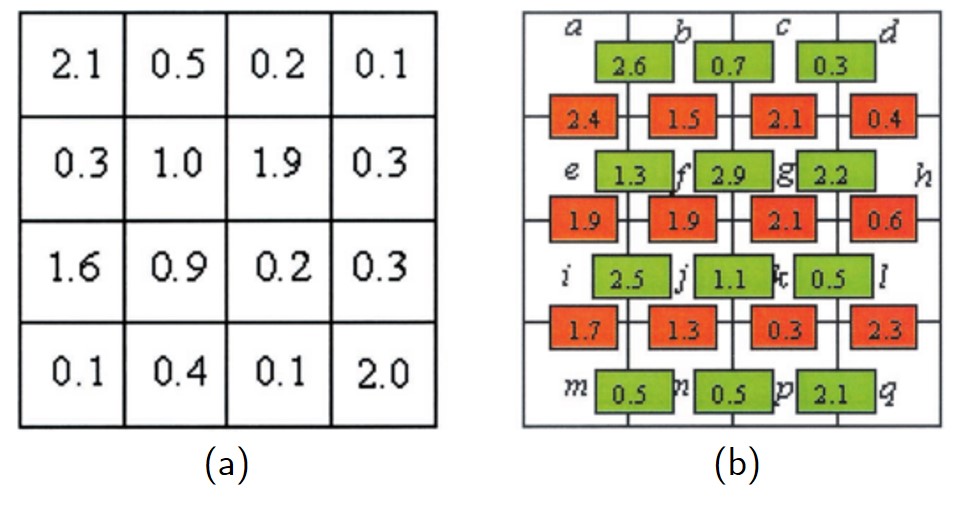 2.1 0.5 0.2 0.1
0.3 1.0 1.9 0.3
1.6 0.9 0.2 0.3
0.1 0.4 0.1 2.0
(a)
a b c d
2.6 0.7 0.3
2.4 1.5 2.1 0.4
e 1.3 f 2.9 g 2.2 h
1.9 1.9 2.1 0.6
i 2.5 j 1.1 k 0.5 l
1.7 1.3 0.3 2.3
m 0.5 n 0.5 p 2.1 q
(b)